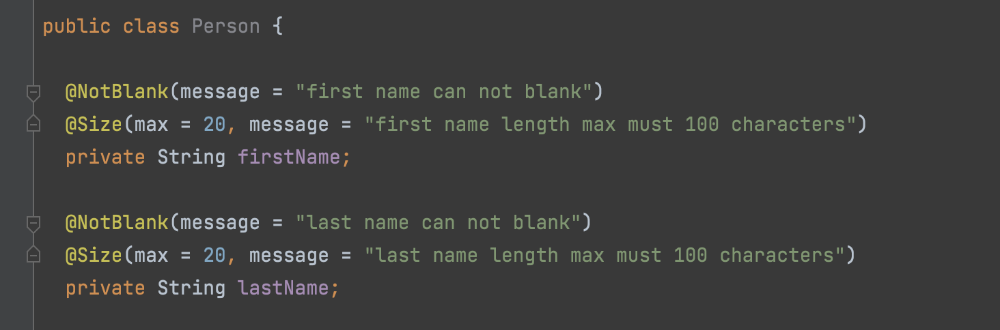 public class Person {
@NotBlank(message = "first name can not blank")
@Size(max = 20, message = "first name length max must 100 characters")
private String firstName;
@NotBlank(message = "last name can not blank")
@Size(max = 20, message = "last name length max must 100 characters")
private String lastName;